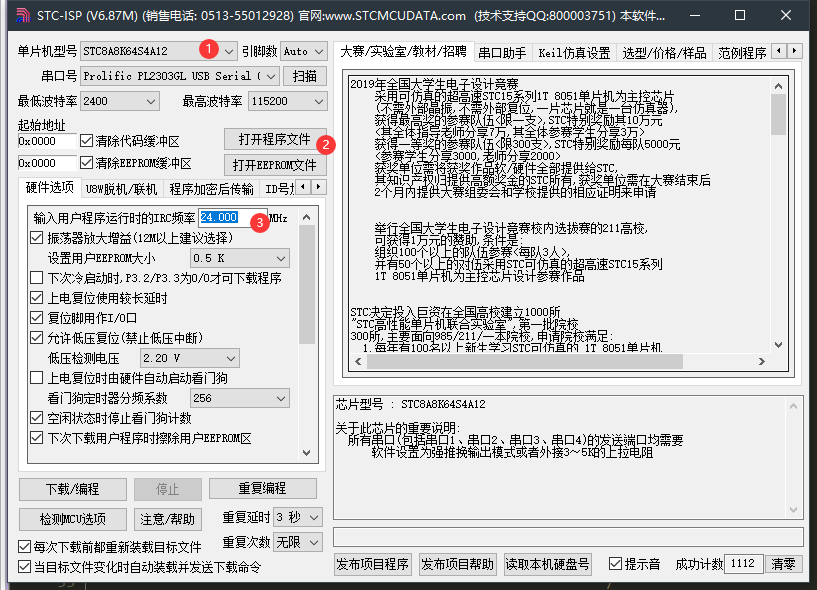 STC-ISP (V6.87M) (销售电话: 0513-55012928) 官网:www.STCMCUDATA.com (技术支持QQ:800003751) 本软件...
单片机型号 STC8A8K64S4A12 1 引脚数 Auto
串口号 Prolific PL2303GL USB Serial ( 扫描
最低波特率 2400 最高波特率 115200
起始地址
0x0000 清除代码缓冲区 打开程序文件 2
0x0000 清除EEPROM缓冲区 打开EEPROM文件
硬件选项 U8W脱机/联机 程序加密后传输 ID号
输入用户程序运行时的IRC频率 24.000 3 MHz
振荡器放大增益(12M以上建议选择)
设置用户EEPROM大小 0.5 K
下次冷启动时,P3.2/P3.3为0/0才可下载程序
上电复位使用较长延时
复位脚用作I/O口
允许低压复位(禁止低压中断)
低压检测电压 2.20 V
上电复位时由硬件自动启动看门狗
看门狗定时器分频系数 256
空闲状态时停止看门狗计数
下次下载用户程序时擦除用户EEPROM区
下载/编程 停止 重复编程
检测MCU选项 注意/帮助 重复延时 3 秒
重复次数 无限
每次下载前都重新装载目标文件
当目标文件变化时自动装载并发送下载命令
大赛/实验室/教材/招聘 串口助手 Keil仿真设置 选型/价格/样品 范例程序
2019年全国大学生电子设计竞赛
采用可仿真的超高速STC15系列1T 8051单片机为主控芯片
(不需外部晶振,不需外部复位,一片芯片就是一台仿真器),
获得最高奖的参赛队伍<限一支>,STC特别奖励其10万元
<其全体指导老师分享7万,其全体参赛学生分享3万>
获得一等奖的参赛队伍<限300支>,STC特别奖励每队5000元
<参赛学生分享3000,老师分享2000>
获奖单位需将获奖作品软/硬件全部提供给STC,
其知识产权归提供高额奖金的STC所有,获奖单位需在大赛结束后
2个月内提供大赛组委会和学校提供的相应证明来申请
举行全国大学生电子设计竞赛校内选拔赛的211高校,
可获得1万元的赞助,条件是:
组织100个以上的队伍参赛<每队3人>,
并有50个以上的对伍采用STC可仿真的超高速STC15系列
1T 8051单片机为主控芯片设计参赛作品
STC决定投入巨资在全国高校建立1000所
"STC高性能单片机联合实验室",第一批院校
300所,主要面向985/211/一本院校,申请院校满足:
1.每年有100名以上新生学习STC可仿真的 1T 8051单片机
芯片型号 : STC8A8K64S4A12
关于此芯片的重要说明:
所有串口(包括串口1、串口2、串口3、串口4)的发送端口均需要
软件设置为强推挽输出模式或者外接3～5K的上拉电阻
发布项目程序 发布项目帮助 读取本机硬盘号 提示音 成功计数 1112 清零